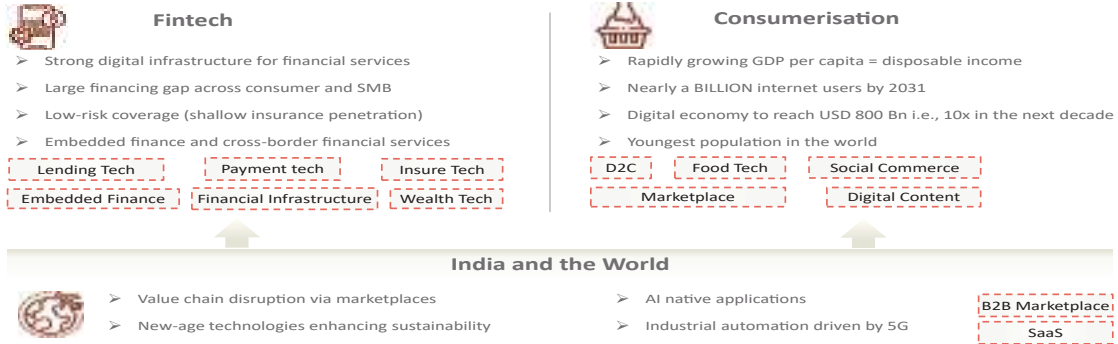 Fintech
➢ Strong digital infrastructure for financial services
➢ Large financing gap across consumer and SMB
➢ Low-risk coverage (shallow insurance penetration)
➢ Embedded finance and cross-border financial services
Lending Tech
Payment tech
Insure Tech
Embedded Finance
Financial Infrastructure
Wealth Tech
Consumerisation
➢ Rapidly growing GDP per capita = disposable income
➢ Nearly a BILLION internet users by 2031
➢ Digital economy to reach USD 800 Bn i.e., 10x in the next decade
➢ Youngest population in the world
D2C
Food Tech
Social Commerce
Marketplace
Digital Content
India and the World
➢ Value chain disruption via marketplaces
➢ New-age technologies enhancing sustainability
➢ AI native applications
➢ Industrial automation driven by 5G
B2B Marketplace
SaaS